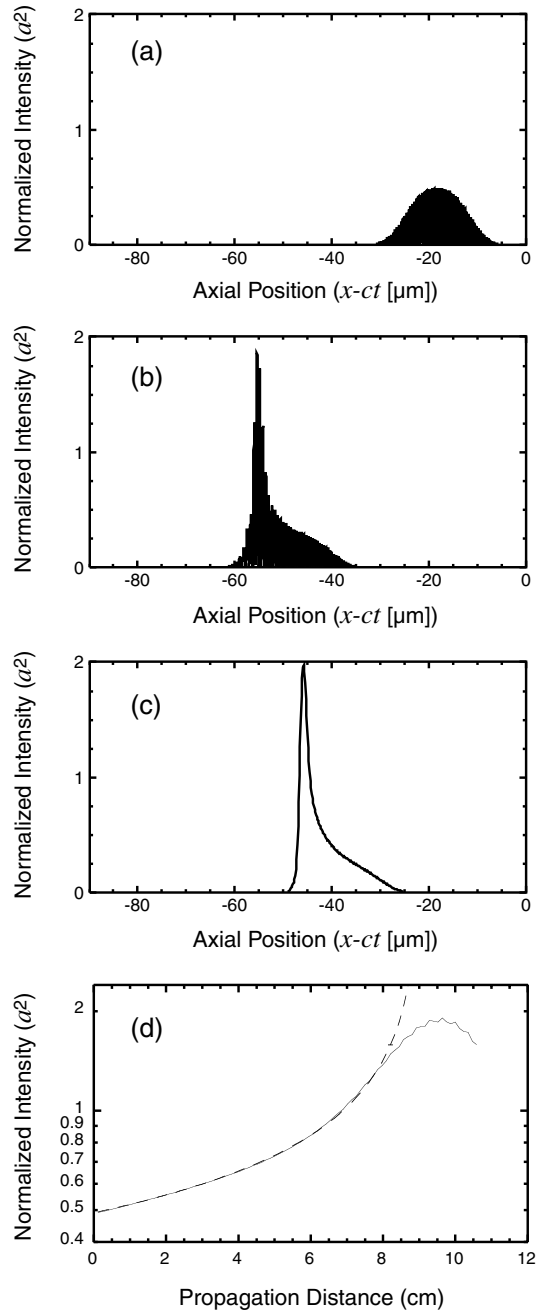 Normalized Intensity (a²)
2
(a)
1
0
-80 -60 -40 -20 0
Axial Position (x-ct [µm])
Normalized Intensity (a²)
2
(b)
1
0
-80 -60 -40 -20 0
Axial Position (x-ct [µm])
Normalized Intensity (a²)
2
(c)
1
0
-80 -60 -40 -20 0
Axial Position (x-ct [µm])
Normalized Intensity (a²)
2
(d)
1
0.9
0.8
0.7
0.6
0.5
0.4
0 2 4 6 8 10 12
Propagation Distance (cm)